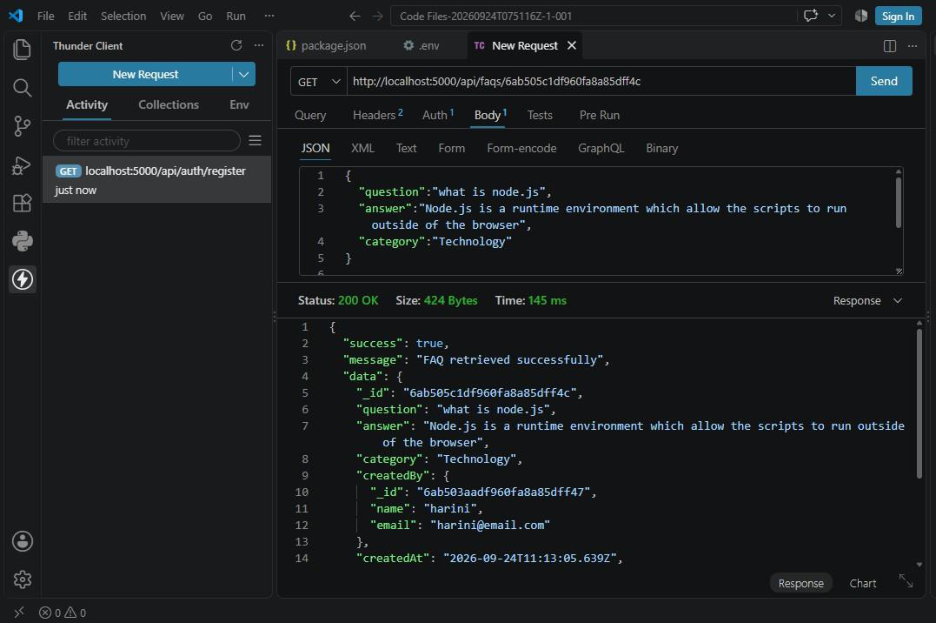 File Edit Selection View Go Run ··· Code Files-20260924T075116Z-1-001 Sign In
Thunder Client ···
New Request
Activity Collections Env
filter activity
GET localhost:5000/api/auth/register
just now
{} package.json .env TC New Request ···
GET http://localhost:5000/api/faqs/6ab505c1df960fa8a85dff4c Send
Query Headers 2 Auth 1 Body 1 Tests Pre Run
JSON XML Text Form Form-encode GraphQL Binary
1 {
2 "question":"what is node.js",
3 "answer":"Node.js is a runtime environment which allow the scripts to run
outside of the browser",
4 "category":"Technology"
5 }
6
Status: 200 OK Size: 424 Bytes Time: 145 ms Response
1 {
2 "success": true,
3 "message": "FAQ retrieved successfully",
4 "data": {
5 "_id": "6ab505c1df960fa8a85dff4c",
6 "question": "what is node.js",
7 "answer": "Node.js is a runtime environment which allow the scripts to run outside
of the browser",
8 "category": "Technology",
9 "createdBy": {
10 "_id": "6ab503aadf960fa8a85dff47",
11 "name": "harini",
12 "email": "harini@email.com"
13 },
14 "createdAt": "2026-09-24T11:13:05.639Z",
Response Chart
0 0